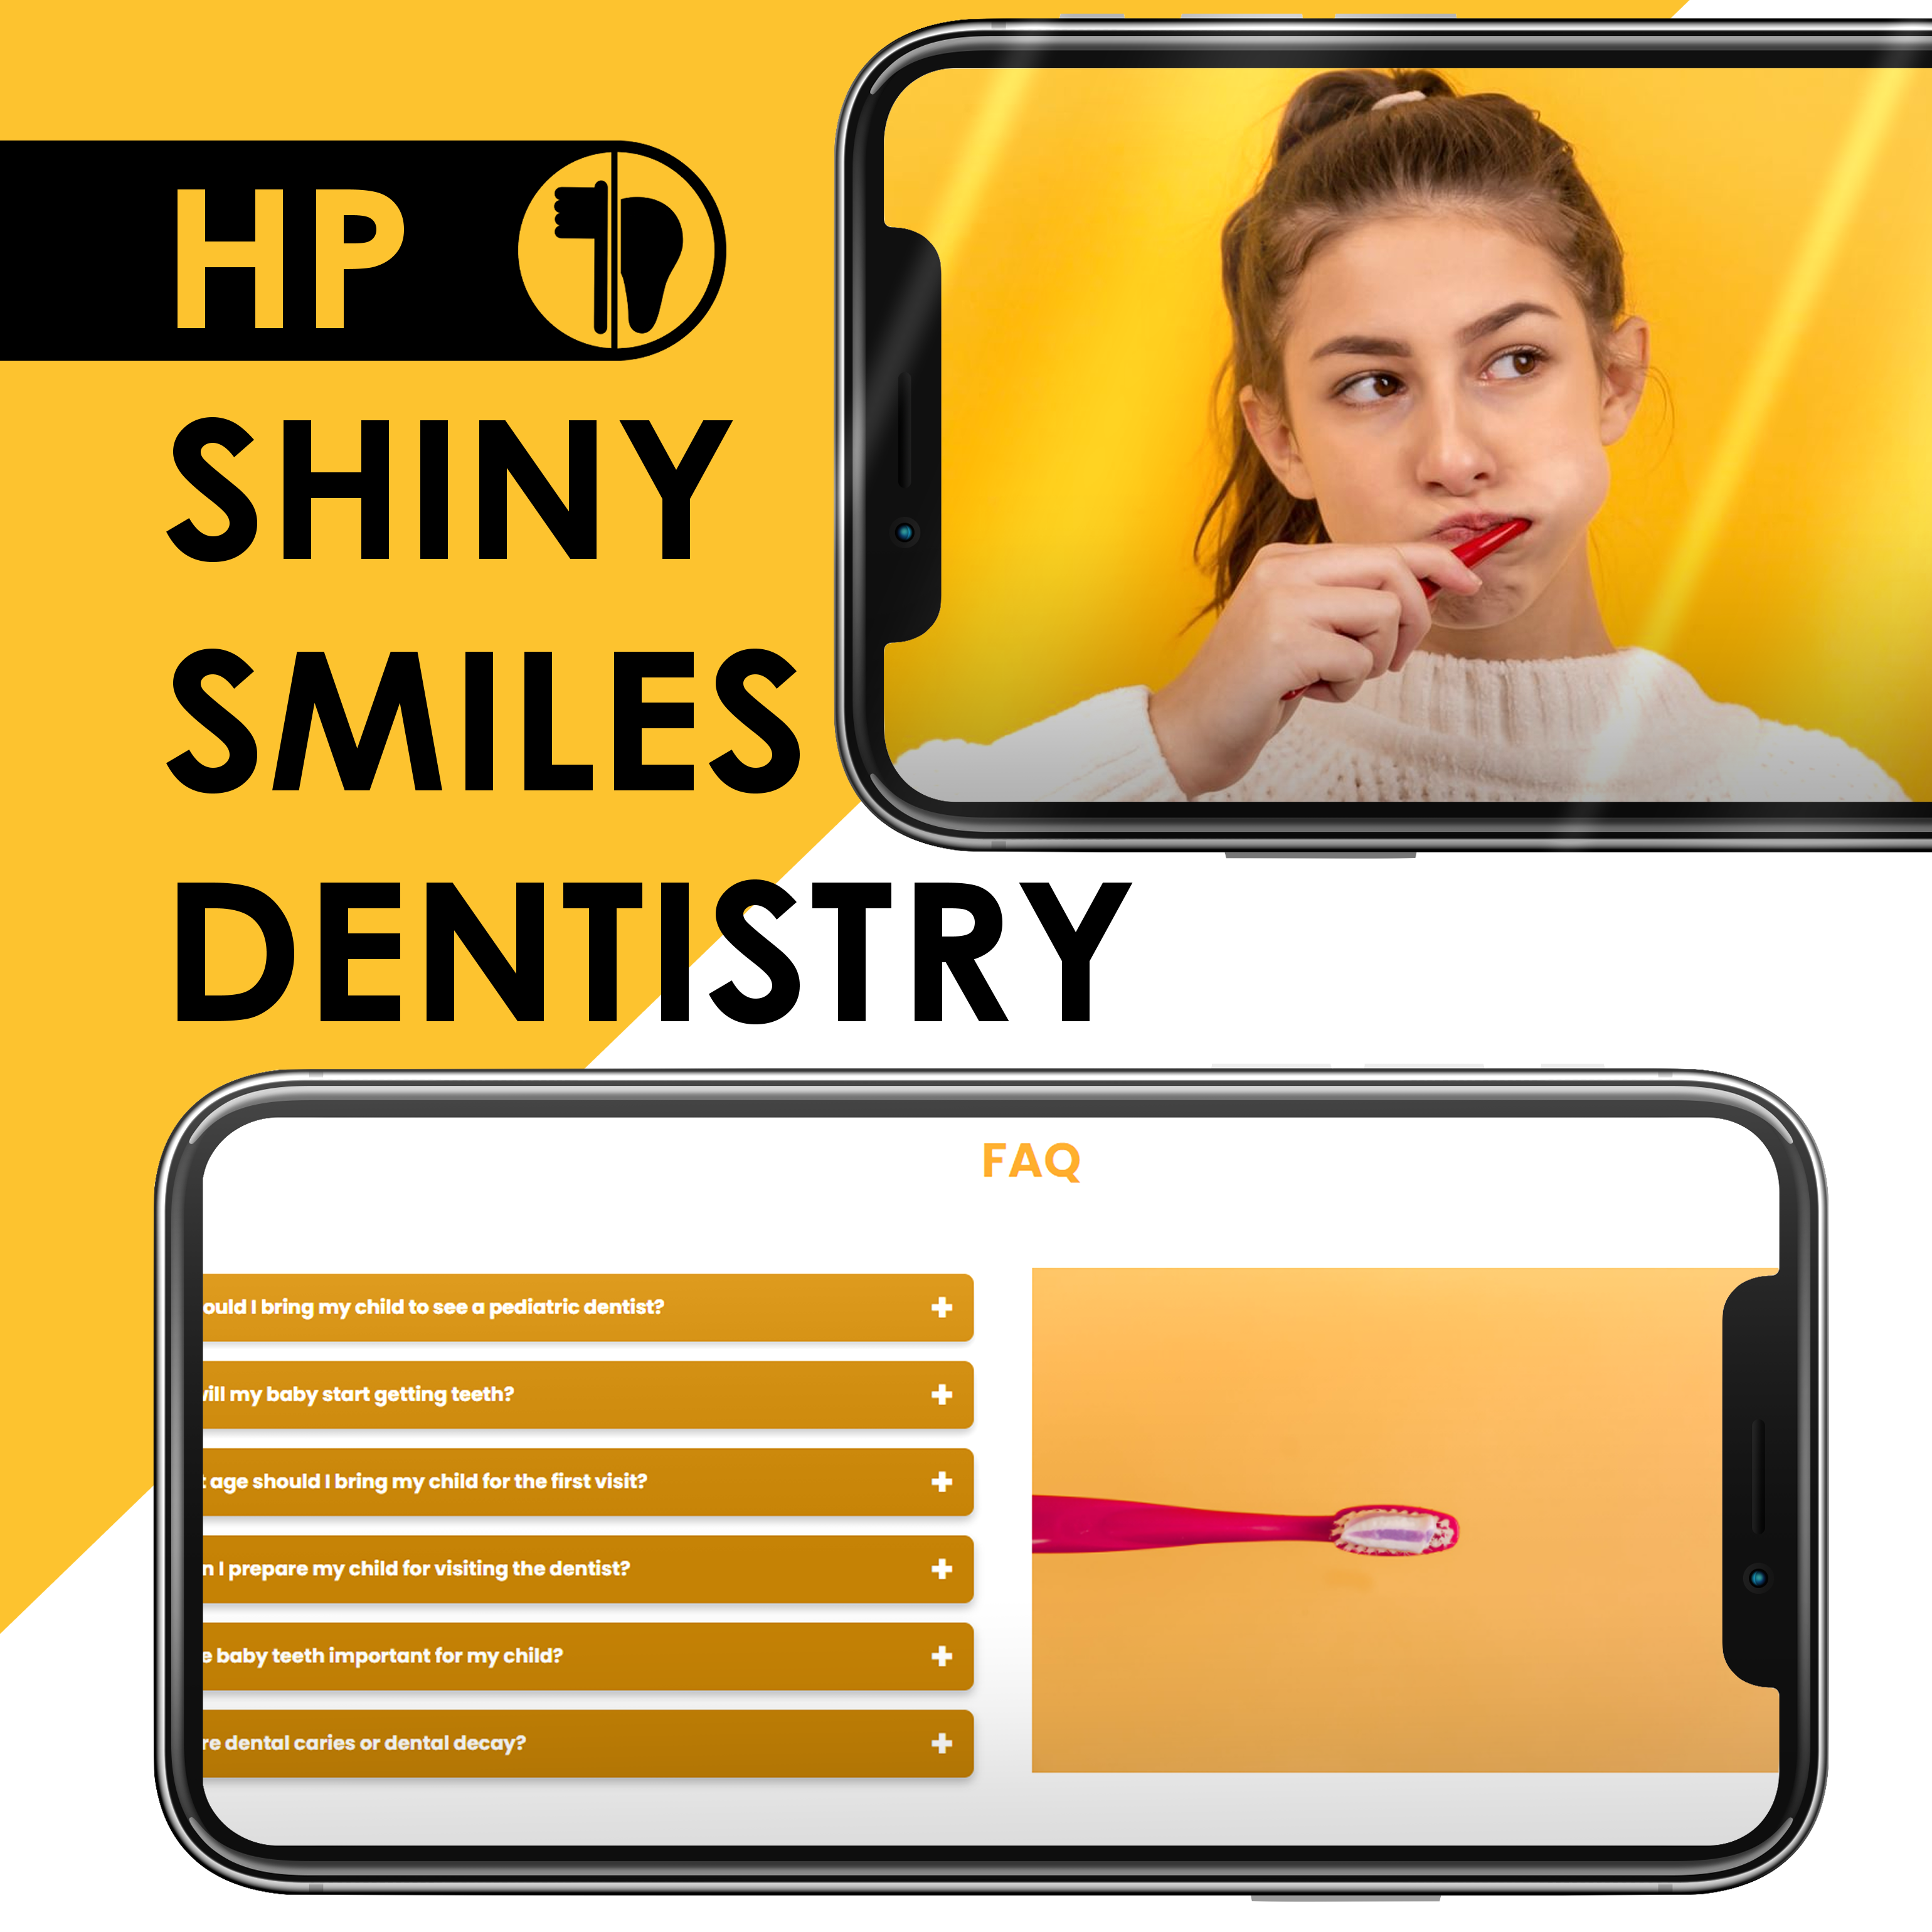 HP
SHINY
SMILES
DENTISTRY
FAQ
ould I bring my child to see a pediatric dentist?
will my baby start getting teeth?
t age should I bring my child for the first visit?
n I prepare my child for visiting the dentist?
e baby teeth important for my child?
re dental caries or dental decay?